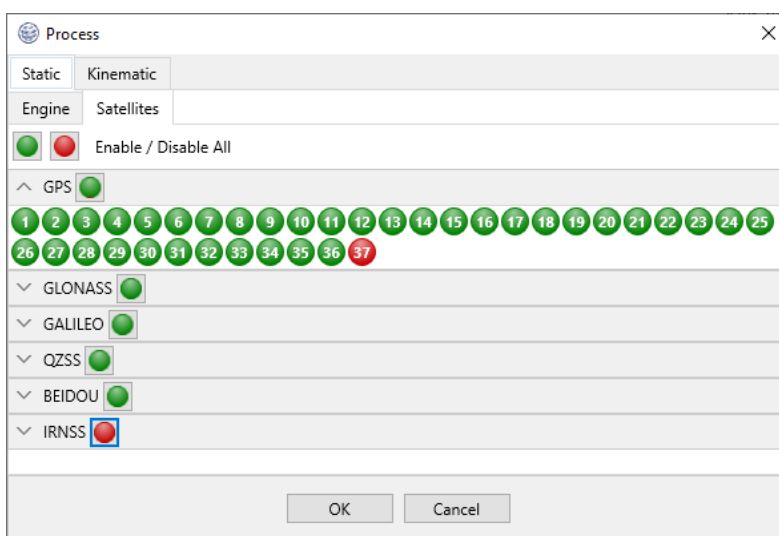 Process
Static Kinematic
Engine Satellites
Enable / Disable All
GPS
1 2 3 4 5 6 7 8 9 10 11 12 13 14 15 16 17 18 19 20 21 22 23 24 25
26 27 28 29 30 31 32 33 34 35 36 37
GLONASS
GALILEO
QZSS
BEIDOU
IRNSS
OK Cancel